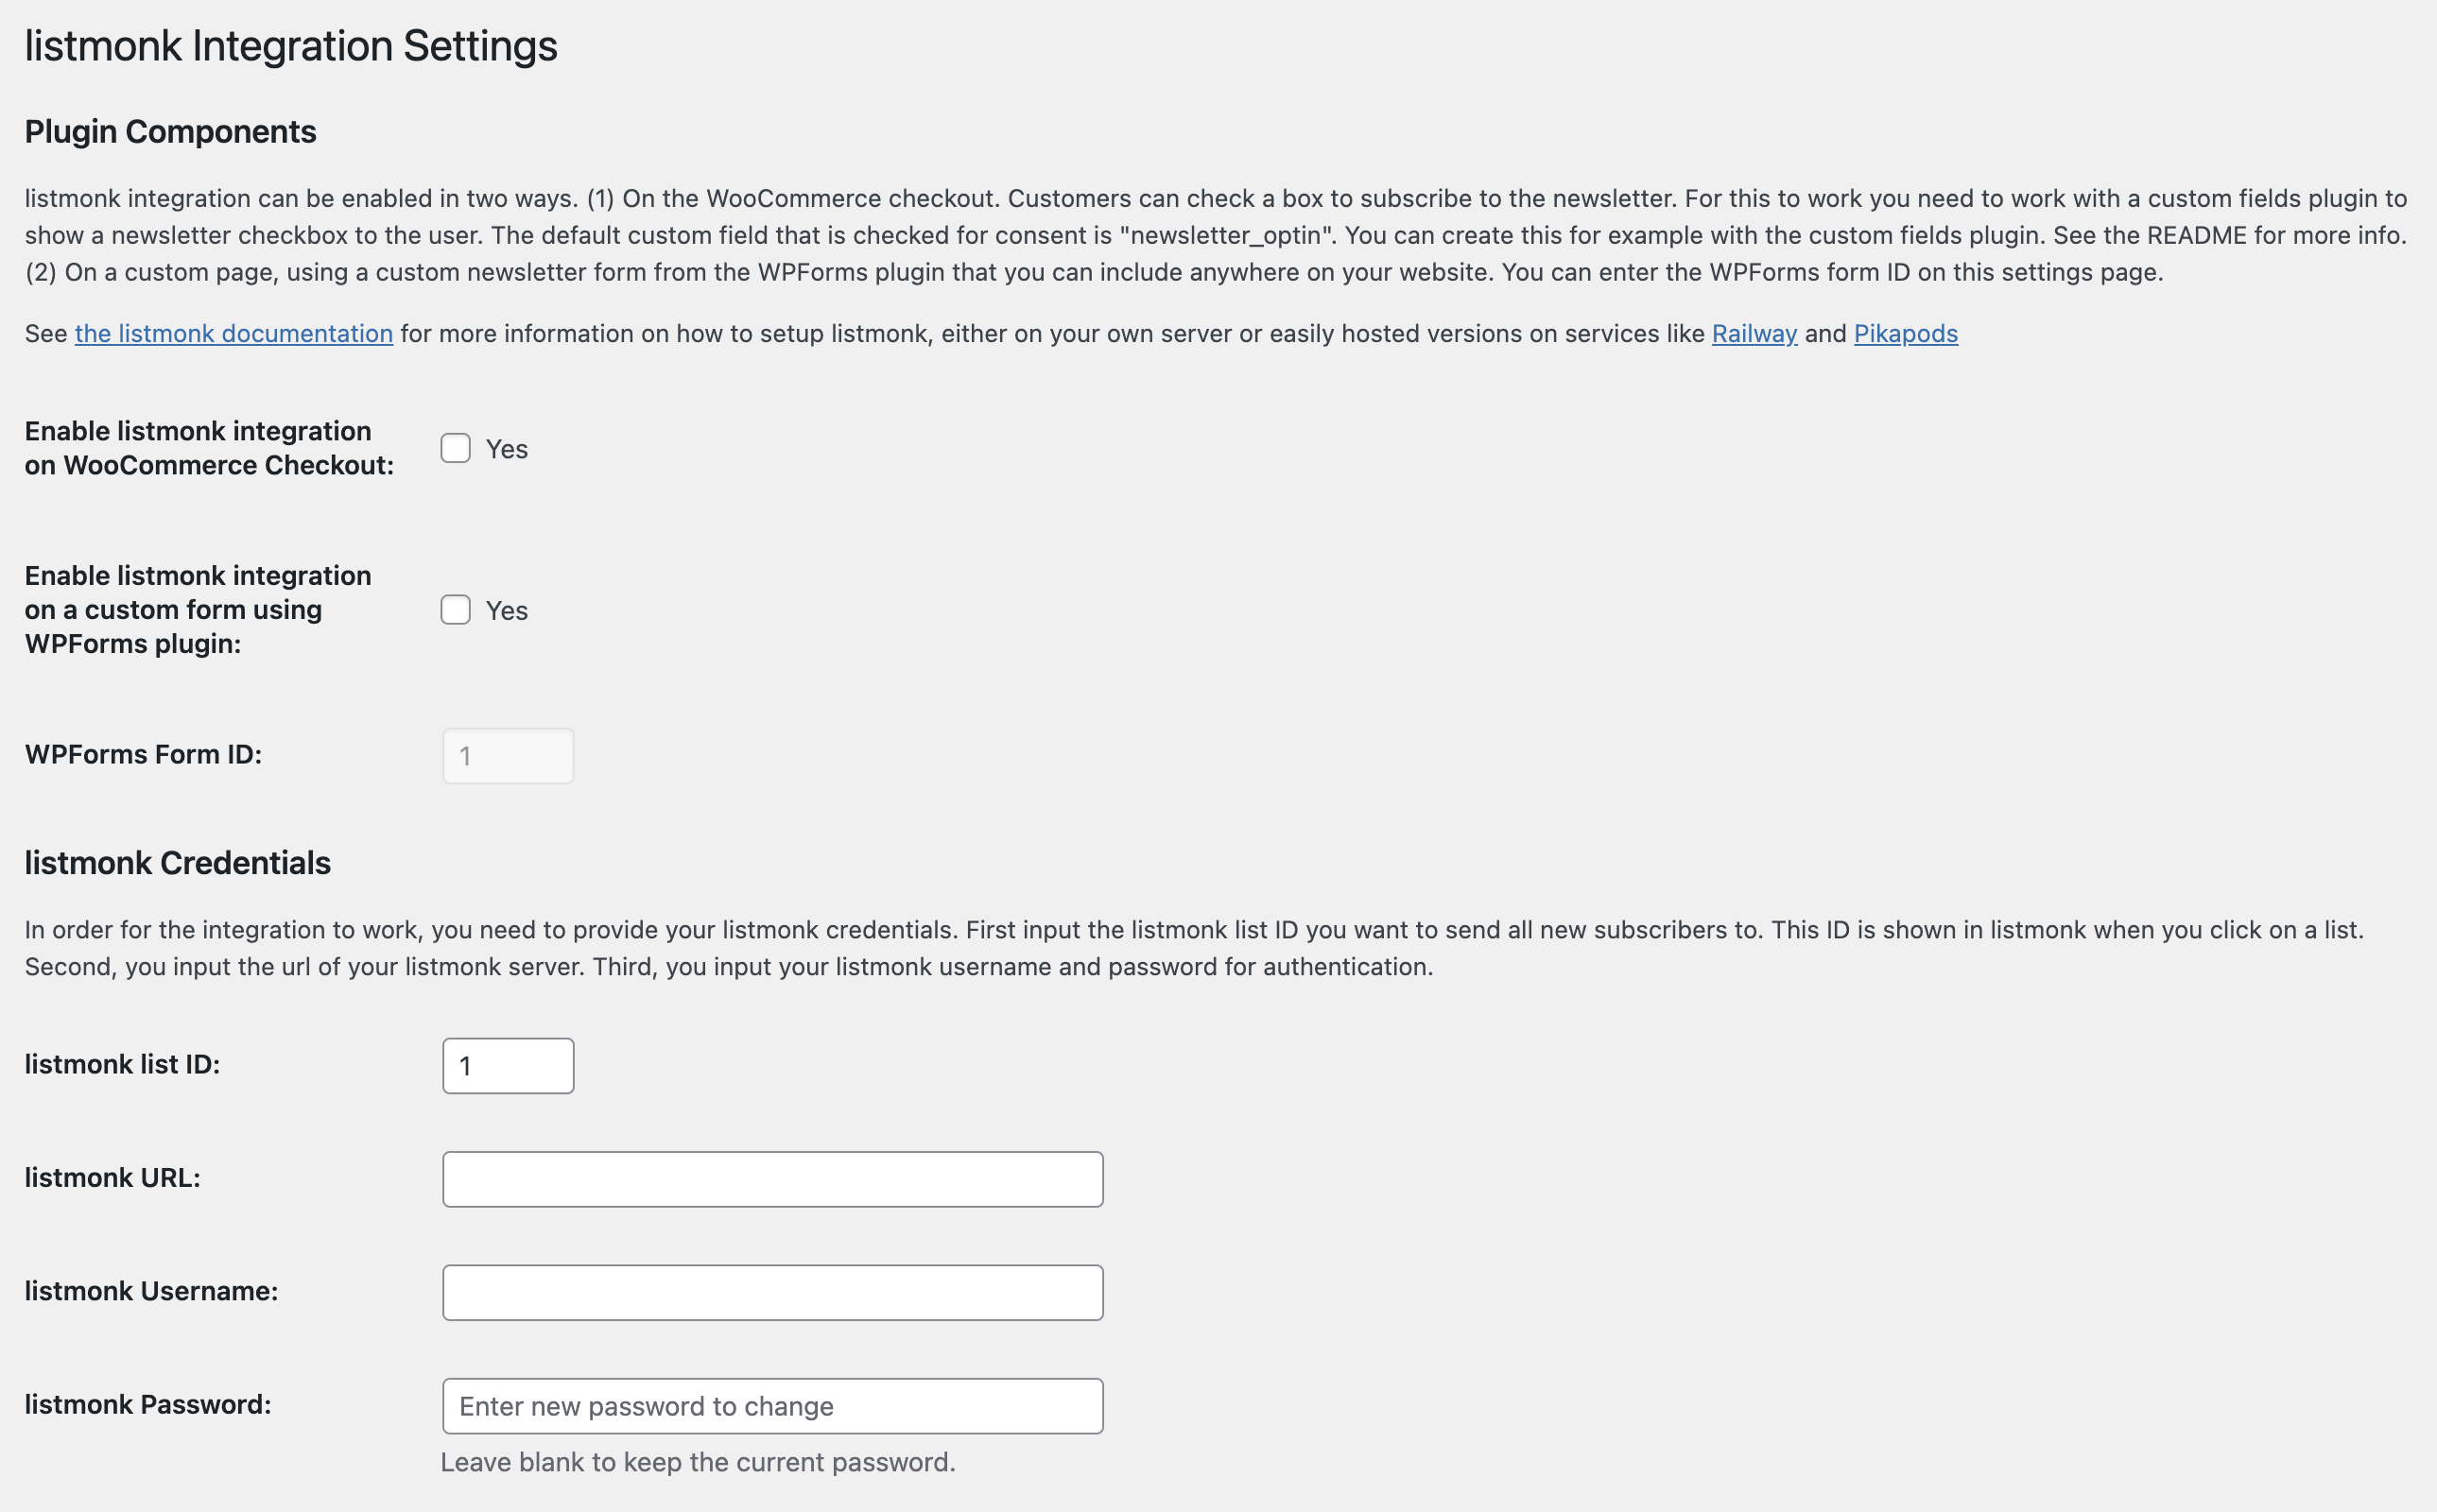 listmonk Integration Settings
Plugin Components
listmonk integration can be enabled in two ways. (1) On the WooCommerce checkout. Customers can check a box to subscribe to the newsletter. For this to work you need to work with a custom fields plugin to
show a newsletter checkbox to the user. The default custom field that is checked for consent is "newsletter_optin". You can create this for example with the custom fields plugin. See the README for more info.
(2) On a custom page, using a custom newsletter form from the WPForms plugin that you can include anywhere on your website. You can enter the WPForms form ID on this settings page.
See the listmonk documentation for more information on how to setup listmonk, either on your own server or easily hosted versions on services like Railway and Pikapods
Enable listmonk integration
on WooCommerce Checkout:
Yes
Enable listmonk integration
on a custom form using
WPForms plugin:
Yes
WPForms Form ID:
1
listmonk Credentials
In order for the integration to work, you need to provide your listmonk credentials. First input the listmonk list ID you want to send all new subscribers to. This ID is shown in listmonk when you click on a list.
Second, you input the url of your listmonk server. Third, you input your listmonk username and password for authentication.
listmonk list ID:
1
listmonk URL:
listmonk Username:
listmonk Password:
Enter new password to change
Leave blank to keep the current password.